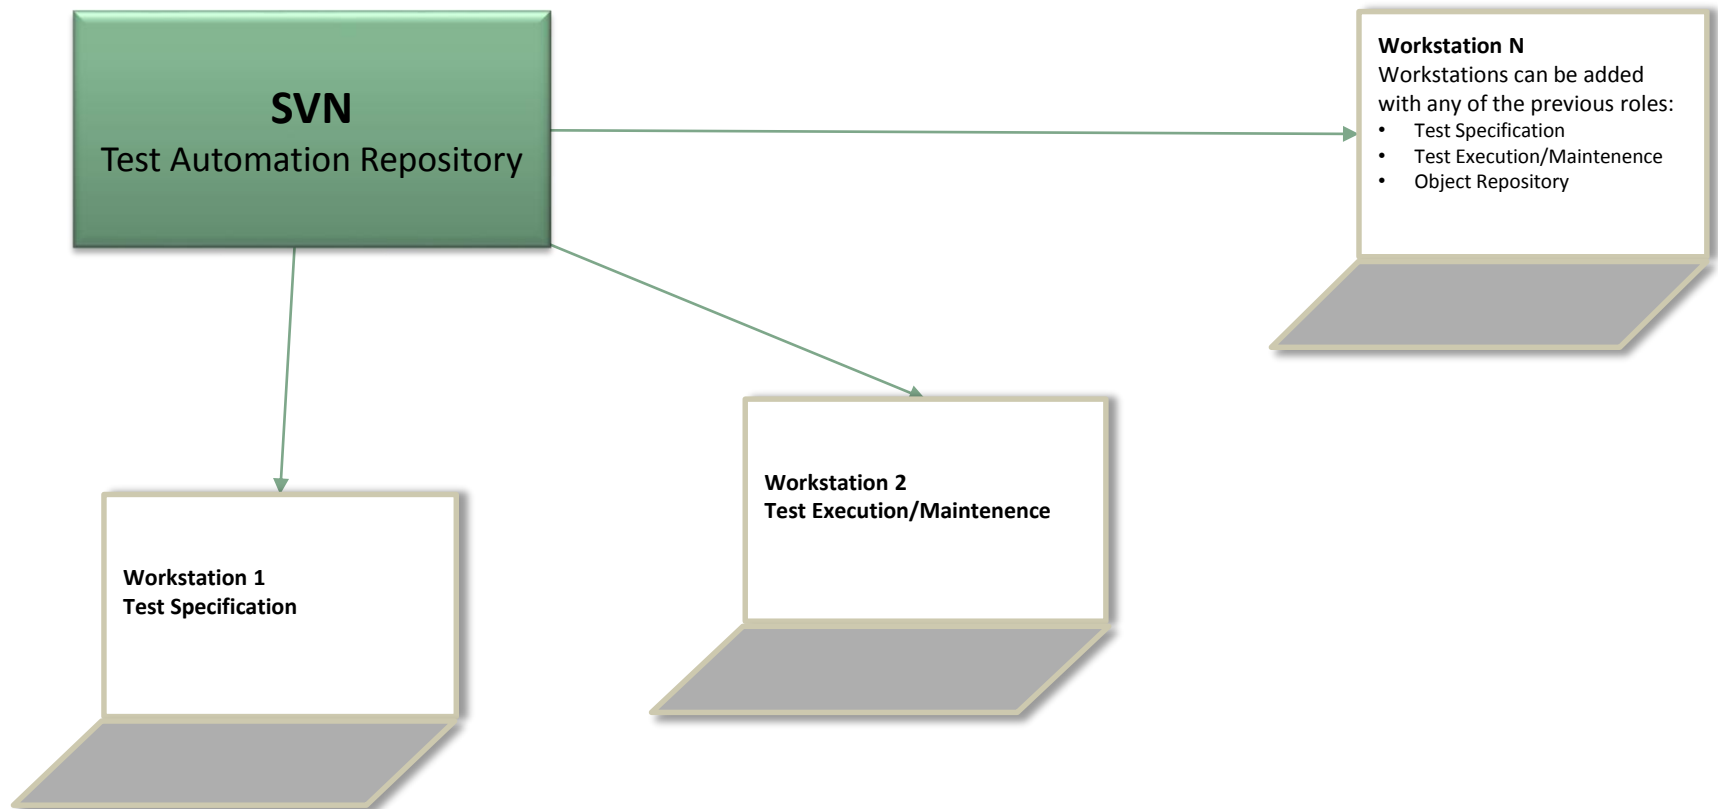 SVN
Test Automation Repository
Workstation N
Workstations can be added
with any of the previous roles:
• Test Specification
• Test Execution/Maintenence
• Object Repository
Workstation 2
Test Execution/Maintenence
Workstation 1
Test Specification